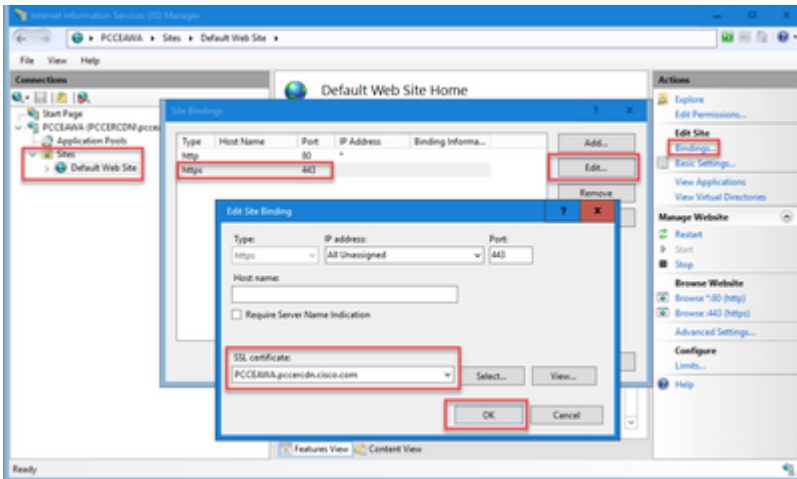 Internet Information Services (IIS) Manager
PCCEAWA ▸ Sites ▸ Default Web Site ▸
File View Help
Connections
Start Page
PCCEAWA (PCCERCDN\pccea
Application Pools
Sites
Default Web Site
Default Web Site Home
Site Bindings
Type Host Name Port IP Address Binding Informa...
http 80 *
https 443
Add...
Edit...
Remove
Edit Site Binding
Type: IP address: Port:
https All Unassigned 443
Host name:
Require Server Name Indication
SSL certificate:
PCCEAWA.pccercdn.cisco.com Select... View...
OK Cancel
Features View Content View
Actions
Explore
Edit Permissions...
Edit Site
Bindings...
Basic Settings...
View Applications
View Virtual Directories
Manage Website
Restart
Start
Stop
Browse Website
Browse *:80 (http)
Browse :443 (https)
Advanced Settings...
Configure
Limits...
Help
Ready